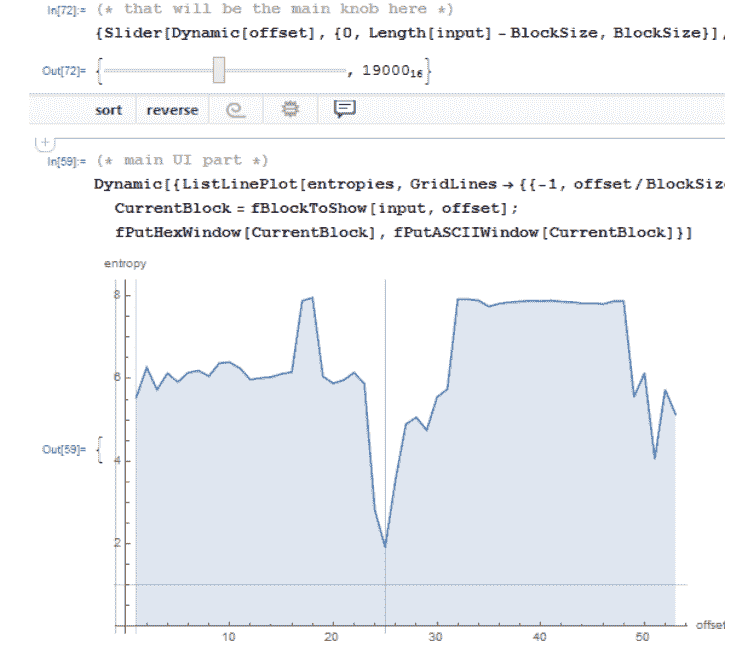 In[72]:= (* that will be the main knob here *)
{Slider[Dynamic[offset], {0, Length[input] - BlockSize, BlockSize}],
Out[72]= { , 19000₁₆}
sort reverse
In[59]:= (* main UI part *)
Dynamic[{ListLinePlot[entropies, GridLines → {{-1, offset / BlockSiz
CurrentBlock = fBlockToShow[input, offset];
fPutHexWindow[CurrentBlock], fPutASCIIWindow[CurrentBlock]}]
entropy
8
6
Out[59]= {
4
2
10 20 30 40 50
offset